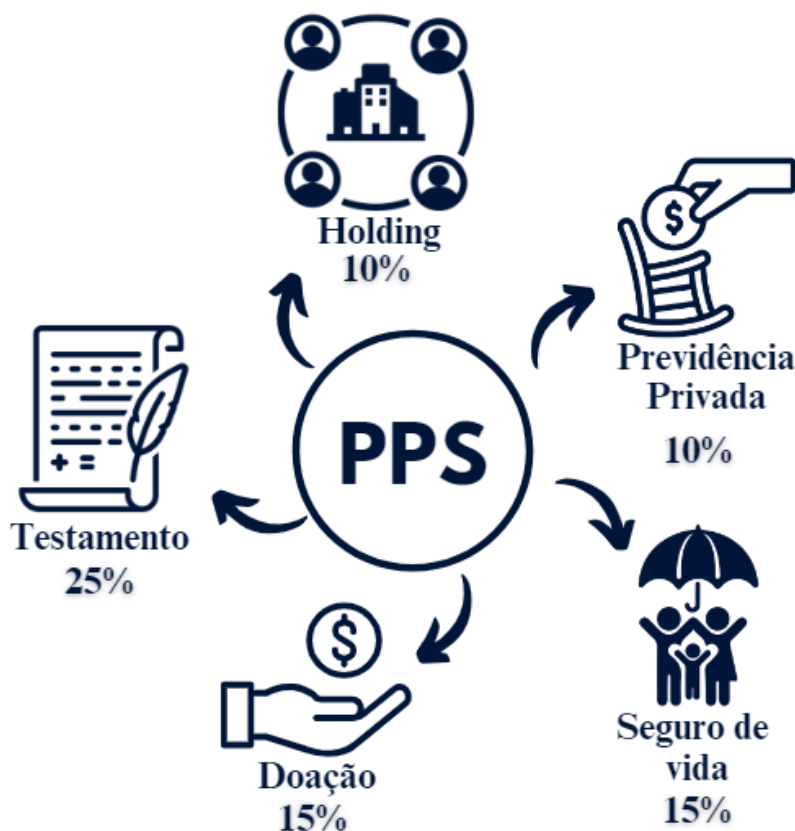 Holding
10%
Previdência
Privada
10%
PPS
Testamento
25%
Seguro de
vida
15%
Doação
15%